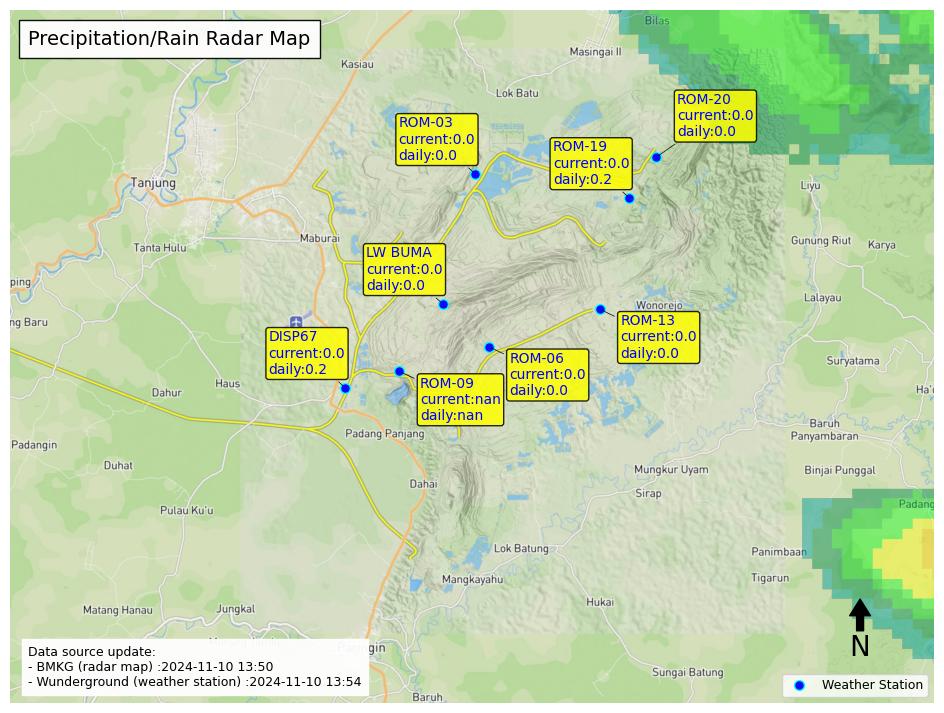 Precipitation/Rain Radar Map
Bilas
Masingai II
Kasiau
Lok Batu
ROM-20
current:0.0
daily:0.0
ROM-03
current:0.0
daily:0.0
ROM-19
current:0.0
daily:0.2
Tanjung
Liyu
Maburai
Tanta Hulu
Gunung Riut
Karya
LW BUMA
current:0.0
daily:0.0
ping
Lalayau
Wonorejo
ng Baru
ROM-13
current:0.0
daily:0.0
DISP67
current:0.0
daily:0.2
ROM-06
current:0.0
daily:0.0
Suryatama
Haus
Dahur
ROM-09
current:nan
daily:nan
Ha'
Baruh
Panyambaran
Padang Panjang
Padangin
Duhat
Mungkur Uyam
Binjai Punggal
Dahai
Sirap
Padang
Pulau Ku'u
Lok Batung
Panimbaan
Mangkayahu
Tigarun
Hukai
Matang Hanau
Jungkal
N
Data source update:
- BMKG (radar map) :2024-11-10 13:50
- Wunderground (weather station) :2024-11-10 13:54
Sungai Batung
Weather Station
Baruh